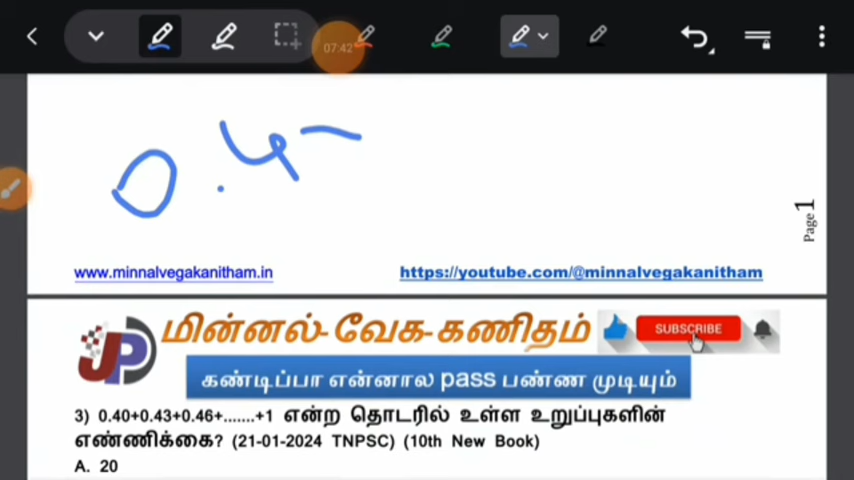 07:42
0.4
Page 1
www.minnalvegakanitham.in
https://youtube.com/@minnalvegakanitham
JP
மின்னல்-வேக-கணிதம்
SUBSCRIBE
கண்டிப்பா என்னால pass பண்ண முடியும்
3) 0.40+0.43+0.46+.......+1 என்ற தொடரில் உள்ள உறுப்புகளின்
எண்ணிக்கை? (21-01-2024 TNPSC) (10th New Book)
A. 20